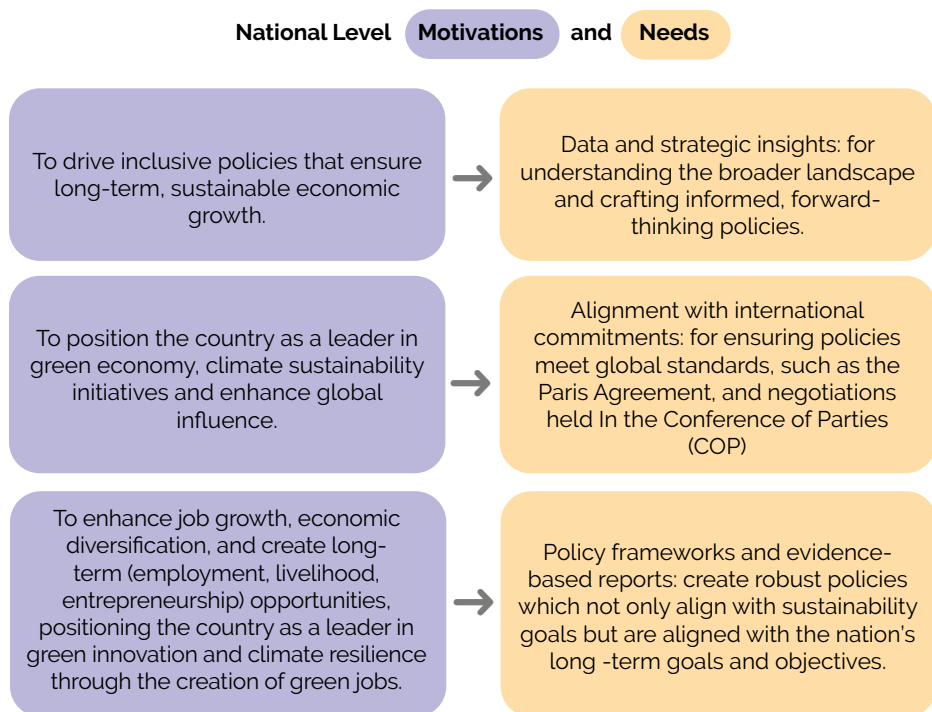 National Level Motivations and Needs
To drive inclusive policies that ensure
long-term, sustainable economic
growth.
Data and strategic insights: for
understanding the broader landscape
and crafting informed, forward-
thinking policies.
To position the country as a leader in
green economy, climate sustainability
initiatives and enhance global
influence.
Alignment with international
commitments: for ensuring policies
meet global standards, such as the
Paris Agreement, and negotiations
held In the Conference of Parties
(COP)
To enhance job growth, economic
diversification, and create long-
term (employment, livelihood,
entrepreneurship) opportunities,
positioning the country as a leader in
green innovation and climate resilience
through the creation of green jobs.
Policy frameworks and evidence-
based reports: create robust policies
which not only align with sustainability
goals but are aligned with the nation’s
long -term goals and objectives.